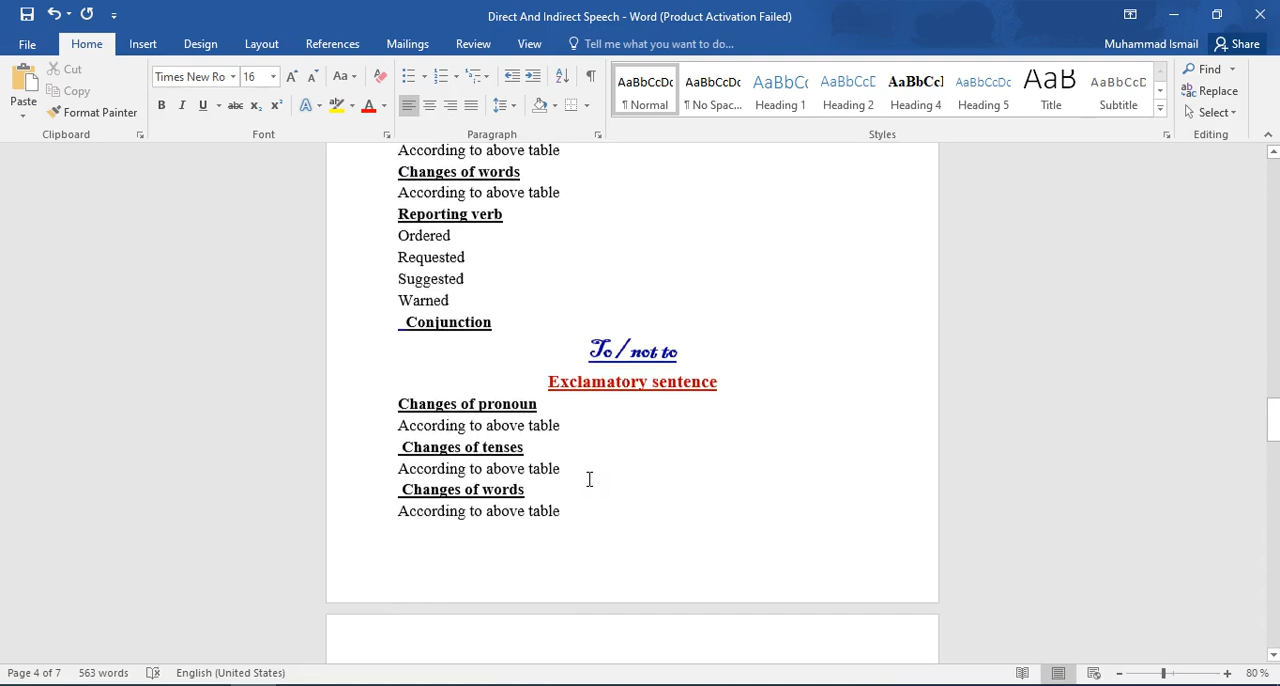 Direct And Indirect Speech - Word (Product Activation Failed)
File Home Insert Design Layout References Mailings Review View Tell me what you want to do... Muhammad Ismail Share
Paste Cut Copy Format Painter
Times New Ro 16 Aa
B I U abc X₂ X² A A
AaBbCcDc AaBbCcDc AaBbC( AaBbCcD AaBbCcI AaBbCcDc AaB AaBbCcD
¶ Normal ¶ No Spac... Heading 1 Heading 2 Heading 4 Heading 5 Title Subtitle
Find Replace Select
Clipboard Font Paragraph Styles Editing
According to above table
Changes of words
According to above table
Reporting verb
Ordered
Requested
Suggested
Warned
Conjunction
To / not to
Exclamatory sentence
Changes of pronoun
According to above table
Changes of tenses
According to above table
Changes of words
According to above table
Page 4 of 7 563 words English (United States) 80 %